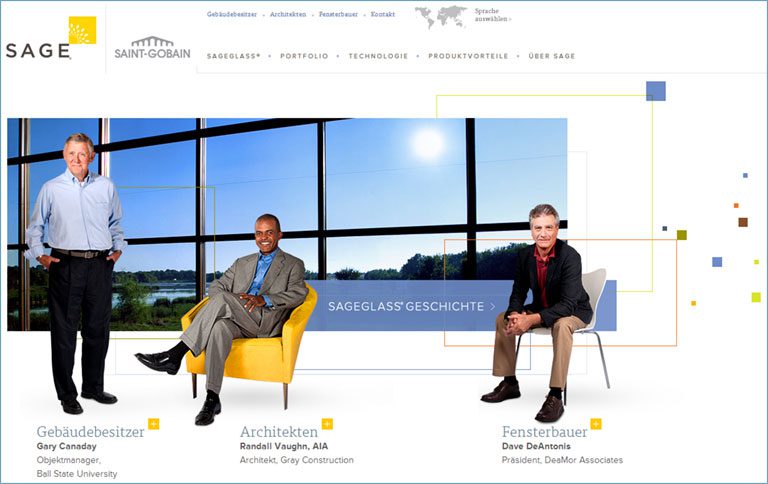 Gebäudebesitzer • Architekten • Fensterbauer • Kontakt
Sprache
auswählen ›
SAGE
SAINT-GOBAIN
SAGEGLASS® • PORTFOLIO • TECHNOLOGIE • PRODUKTVORTEILE • ÜBER SAGE
SAGEGLASS® GESCHICHTE >
Gebäudebesitzer +
Gary Canaday
Objektmanager,
Ball State University
Architekten +
Randall Vaughn, AIA
Architekt, Gray Construction
Fensterbauer +
Dave DeAntonis
Präsident, DeaMor Associates